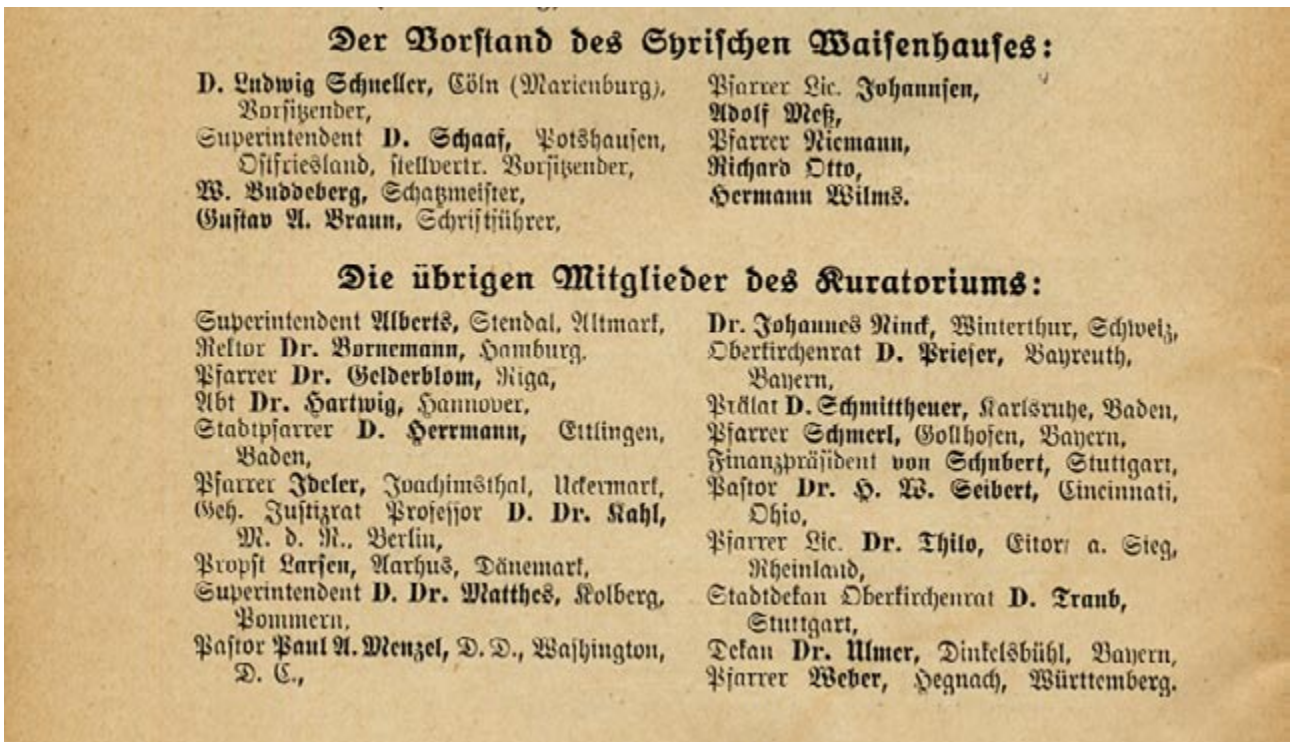 Der Vorstand des Syrischen Waisenhauses:
D. Ludwig Schneller, Cöln (Marienburg),
Vorsitzender,
Superintendent D. Schaaf, Potshausen,
Ostfriesland, stellvertr. Vorsitzender,
W. Buddeberg, Schatzmeister,
Gustav A. Braun, Schriftführer,
Pfarrer Lic. Johannsen,
Adolf Meß,
Pfarrer Niemann,
Richard Otto,
Hermann Wilms.
Die übrigen Mitglieder des Kuratoriums:
Superintendent Alberts, Stendal, Altmark,
Rektor Dr. Bornemann, Hamburg,
Pfarrer Dr. Gelderblom, Riga,
Abt Dr. Hartwig, Hannover,
Stadtpfarrer D. Herrmann, Ettlingen,
Baden,
Pfarrer Ideler, Joachimsthal, Uckermark,
Geh. Justizrat Professor D. Dr. Kahl,
M. d. R., Berlin,
Propst Larsen, Aarhus, Dänemark,
Superintendent D. Dr. Matthes, Kolberg,
Pommern,
Pastor Paul A. Menzel, D. D., Washington,
D. C.,
Dr. Johannes Ninck, Winterthur, Schweiz,
Oberkirchenrat D. Prieser, Bayreuth,
Bayern,
Prälat D. Schmitthenner, Karlsruhe, Baden,
Pfarrer Schmerl, Gollhofen, Bayern,
Finanzpräsident von Schubert, Stuttgart,
Pastor Dr. H. W. Seibert, Cincinnati,
Ohio,
Pfarrer Lic. Dr. Thilo, Eitorf a. Sieg,
Rheinland,
Stadtdekan Oberkirchenrat D. Traub,
Stuttgart,
Dekan Dr. Ulmer, Dinkelsbühl, Bayern,
Pfarrer Weber, Hegnach, Württemberg.